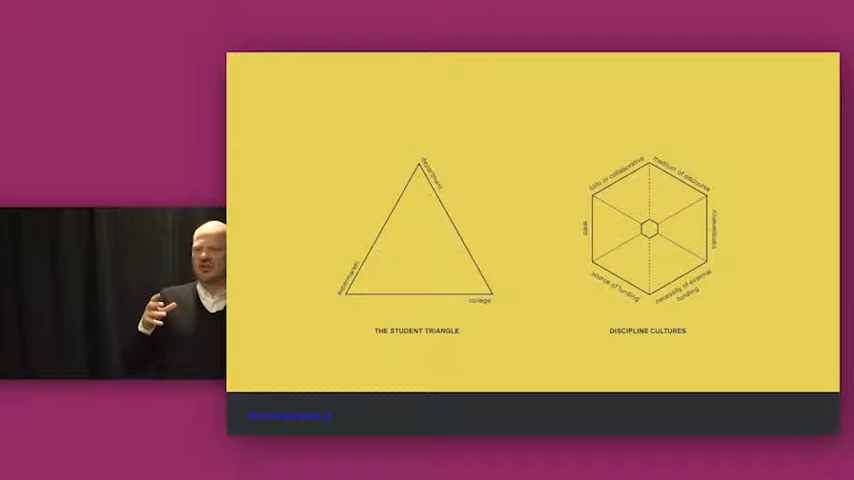 department
supermarket
college
THE STUDENT TRIANGLE
solo or collaborative
medium of discourse
pace
source of funding
necessity of external
funding
DISCIPLINE CULTURES